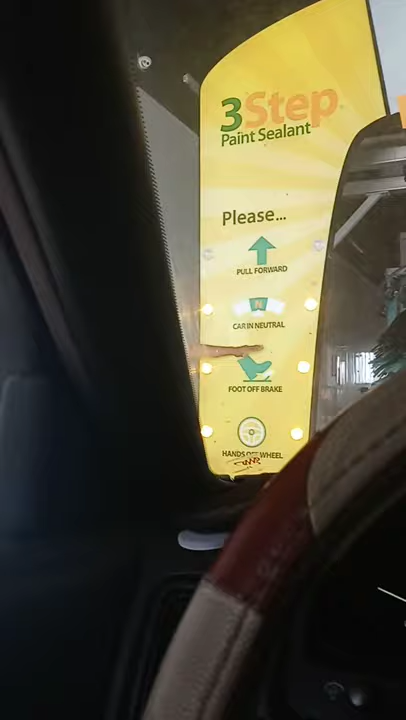 3Step
Paint Sealant
Please...
PULL FORWARD
N
CAR IN NEUTRAL
FOOT OFF BRAKE
HANDS OFF WHEEL